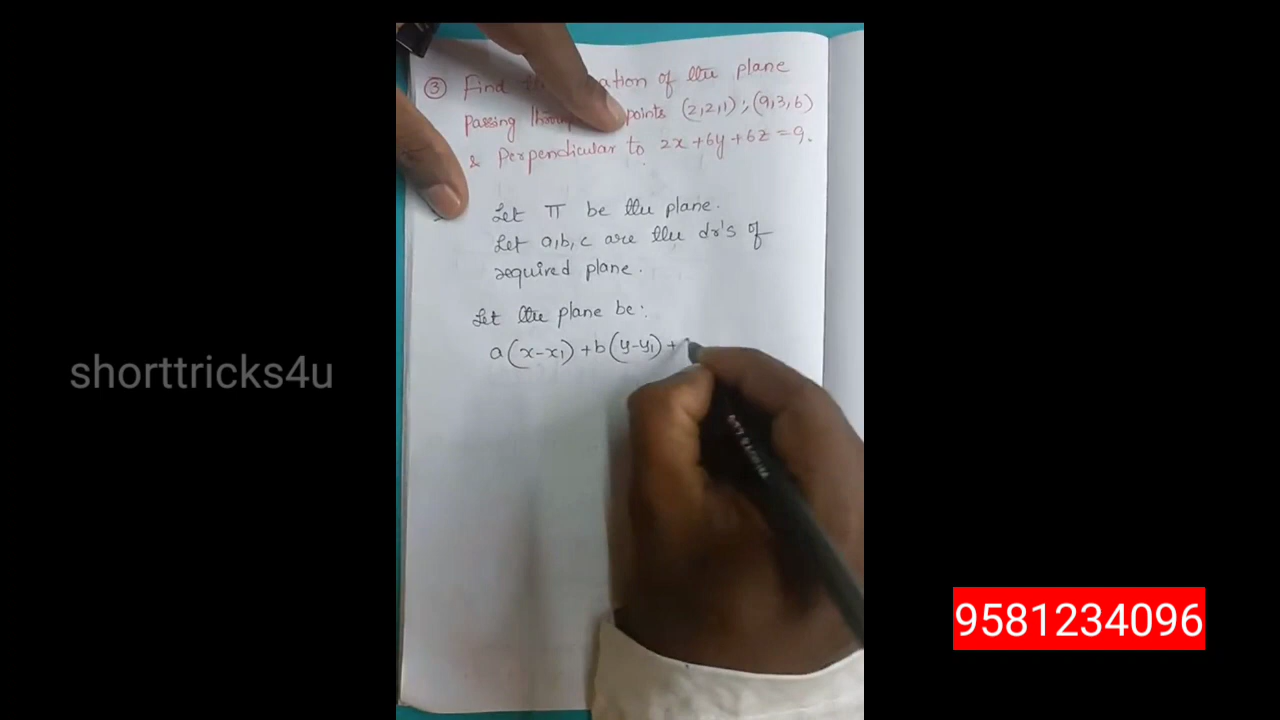 ③ Find of the plane
passing points (2,2,1); (9,3,6)
& Perpendicular to 2x+6y+6z=9.
Let π be the plane.
Let a,b,c are the dr's of
required plane.
Let the plane be:
a(x-x₁)+b(y-y₁)+
shorttricks4u
9581234096